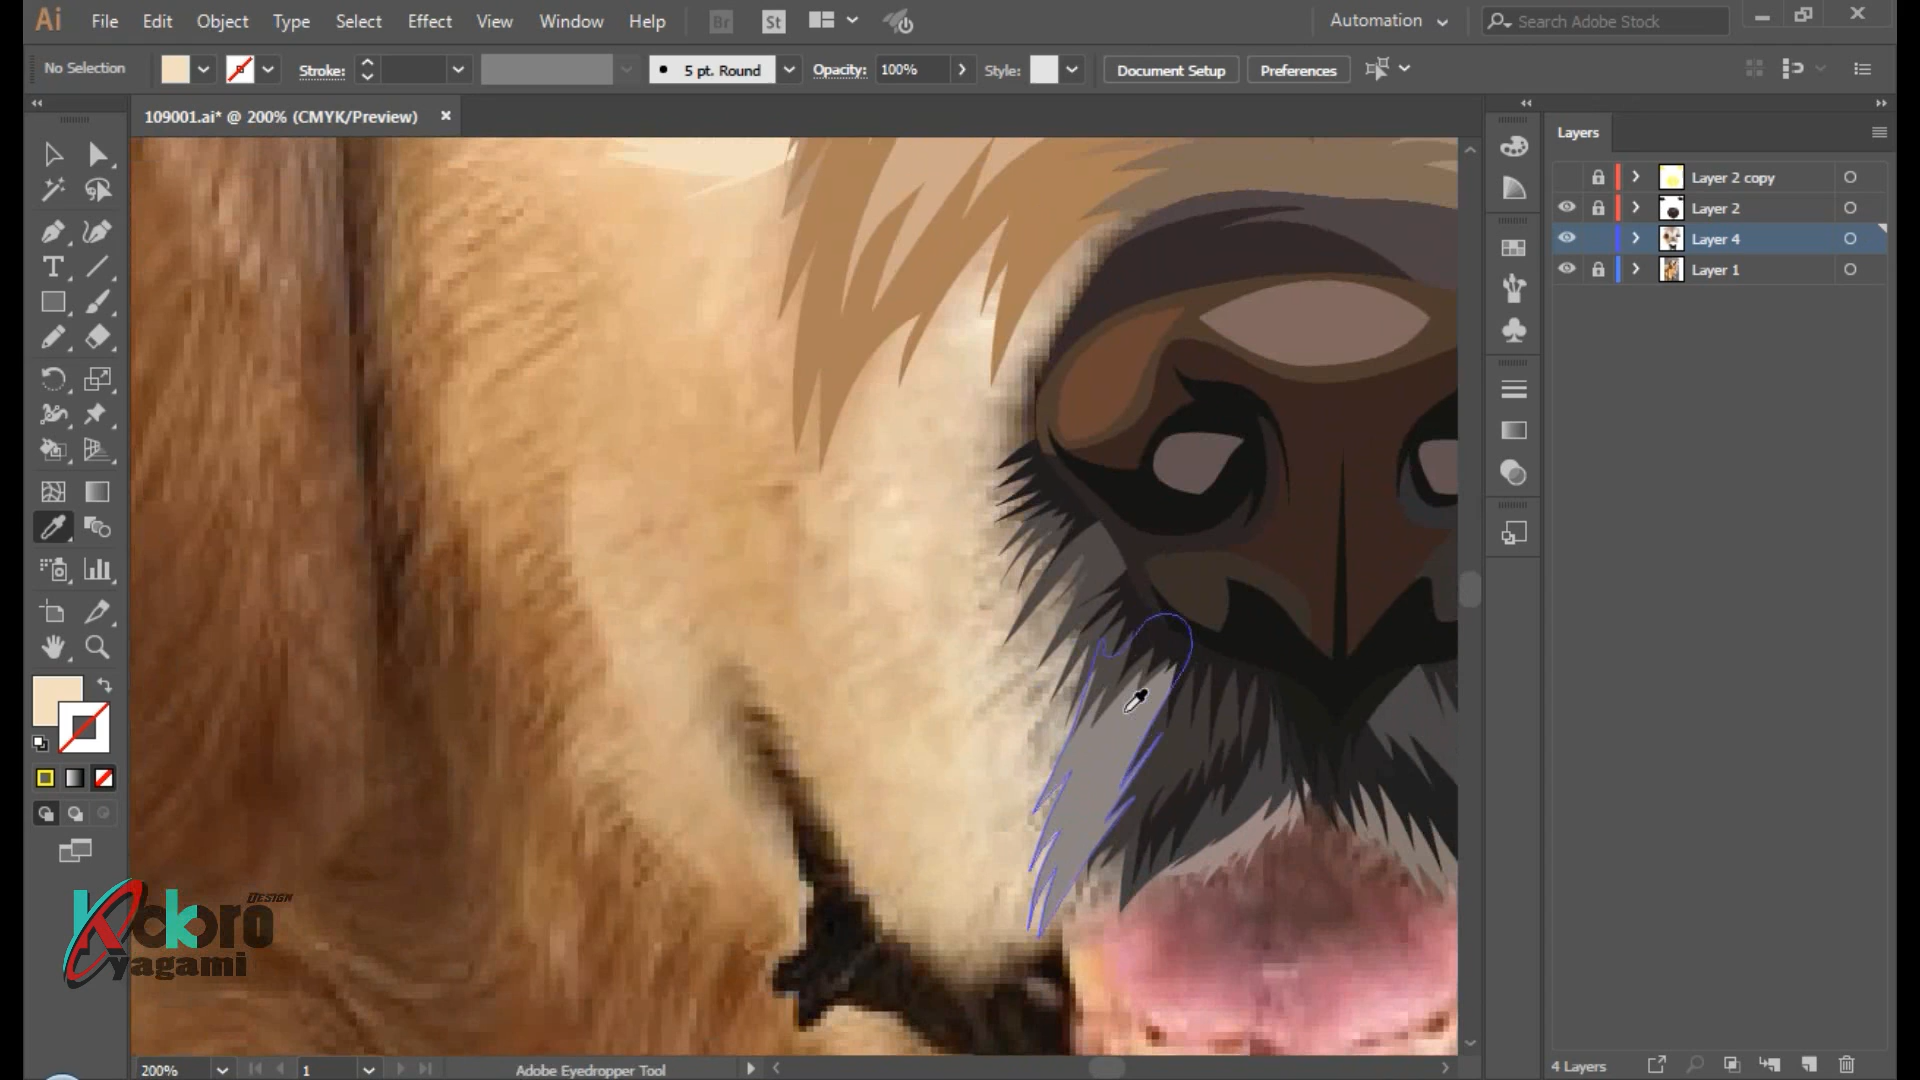 Ai File Edit Object Type Select Effect View Window Help Br St Automation Search Adobe Stock
No Selection Stroke: 5 pt. Round Opacity: 100% Style: Document Setup Preferences
109001.ai* @ 200% (CMYK/Preview)
Layers
Layer 2 copy
Layer 2
Layer 4
Layer 1
DESIGN
Kokoro
yagami
200% 1 Adobe Eyedropper Tool 4 Layers